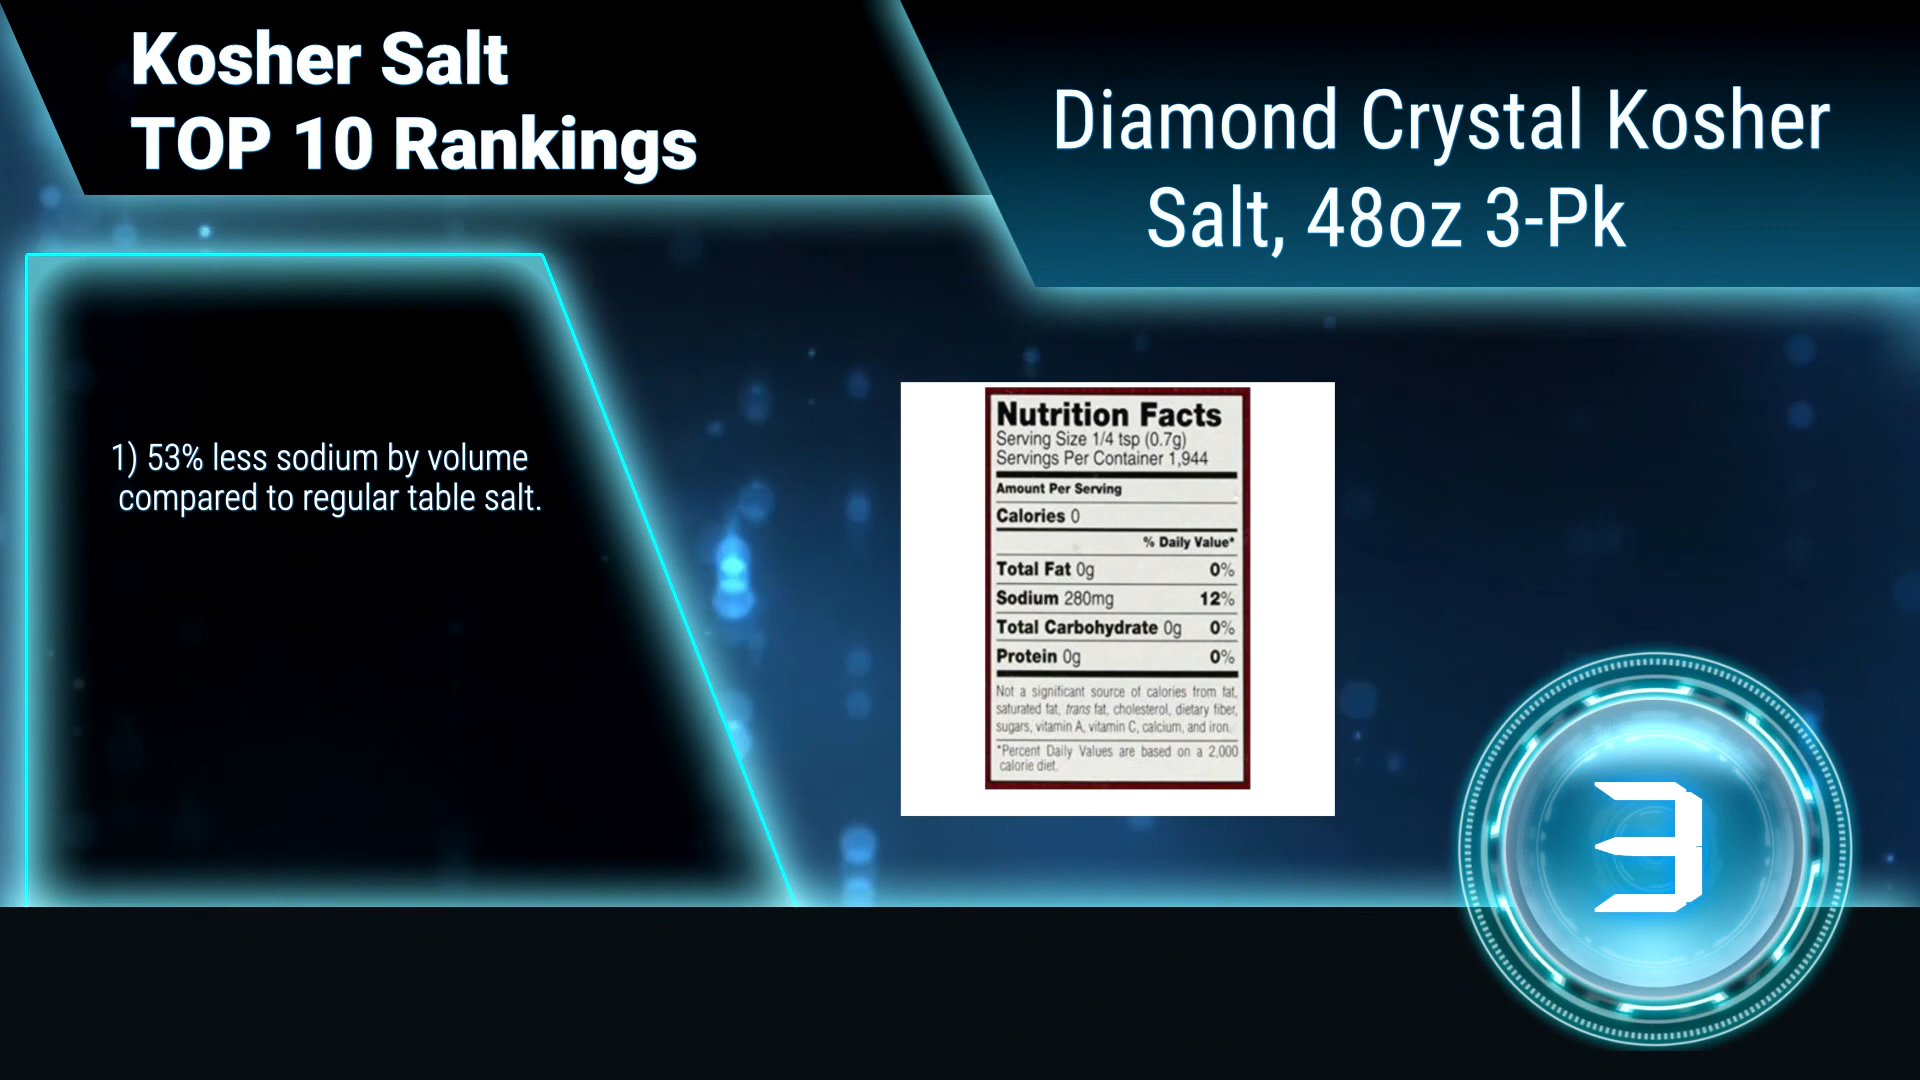 Kosher Salt
TOP 10 Rankings
Diamond Crystal Kosher
Salt, 48oz 3-Pk
1) 53% less sodium by volume
compared to regular table salt.
Nutrition Facts
Serving Size 1/4 tsp (0.7g)
Servings Per Container 1,944
Amount Per Serving
Calories 0
% Daily Value*
Total Fat 0g 0%
Sodium 280mg 12%
Total Carbohydrate 0g 0%
Protein 0g 0%
Not a significant source of calories from fat,
saturated fat, trans fat, cholesterol, dietary fiber,
sugars, vitamin A, vitamin C, calcium, and iron.
*Percent Daily Values are based on a 2,000
calorie diet.
3